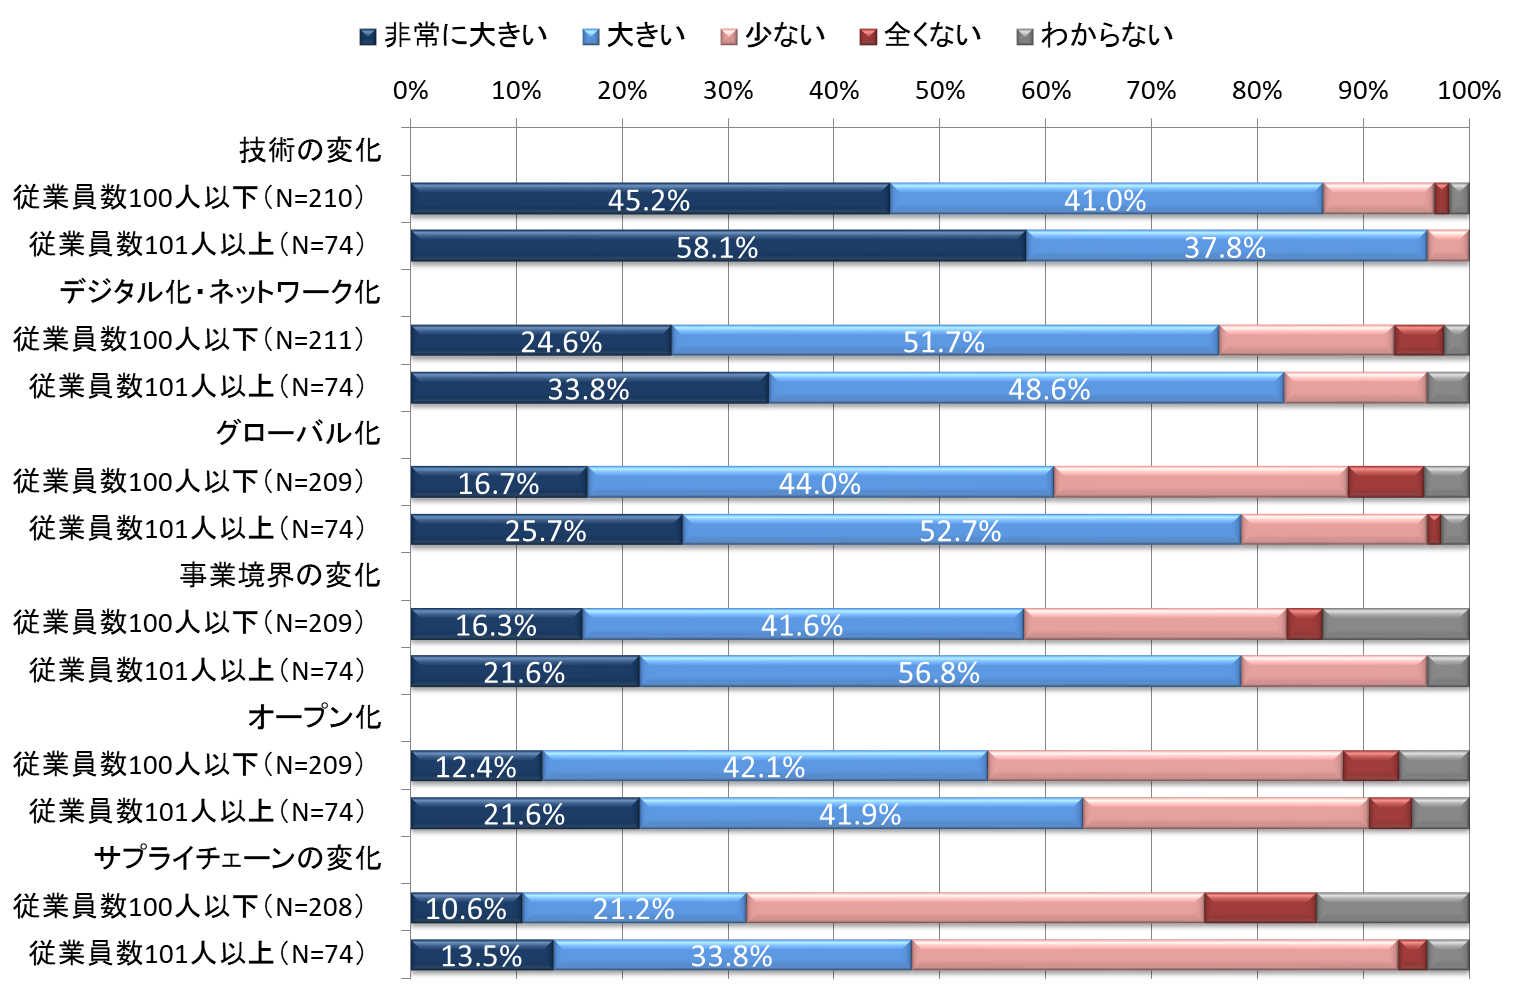 非常に大きい 大きい 少ない 全くない わからない
0% 10% 20% 30% 40% 50% 60% 70% 80% 90% 100%
技術の変化
従業員数100人以下（N=210） 45.2% 41.0%
従業員数101人以上（N=74） 58.1% 37.8%
デジタル化・ネットワーク化
従業員数100人以下（N=211） 24.6% 51.7%
従業員数101人以上（N=74） 33.8% 48.6%
グローバル化
従業員数100人以下（N=209） 16.7% 44.0%
従業員数101人以上（N=74） 25.7% 52.7%
事業境界の変化
従業員数100人以下（N=209） 16.3% 41.6%
従業員数101人以上（N=74） 21.6% 56.8%
オープン化
従業員数100人以下（N=209） 12.4% 42.1%
従業員数101人以上（N=74） 21.6% 41.9%
サプライチェーンの変化
従業員数100人以下（N=208） 10.6% 21.2%
従業員数101人以上（N=74） 13.5% 33.8%